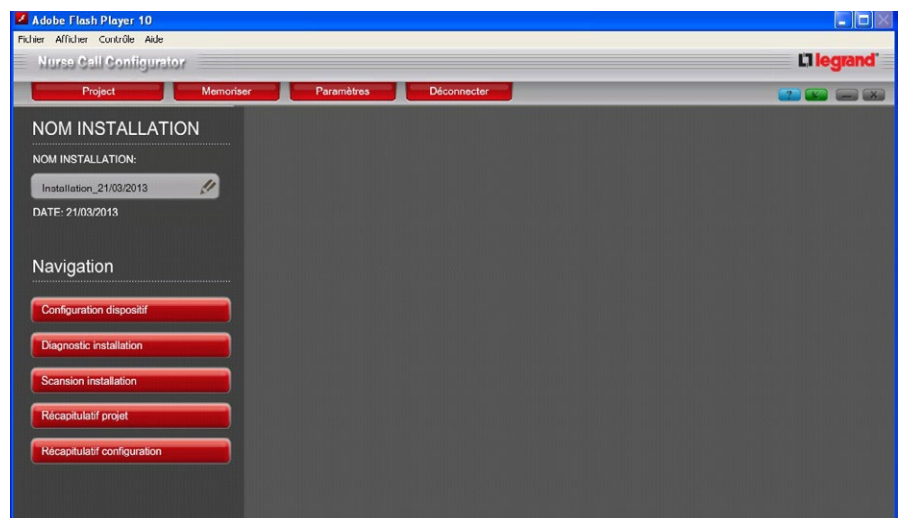 Adobe Flash Player 10
Fichier Afficher Contrôle Aide
Nurse Call Configurator
legrand
Project Memoriser Paramètres Déconnecter
?
NOM INSTALLATION
NOM INSTALLATION:
Installation_21/03/2013
DATE: 21/03/2013
Navigation
Configuration dispositif
Diagnostic installation
Scansion installation
Récapitulatif projet
Récapitulatif configuration